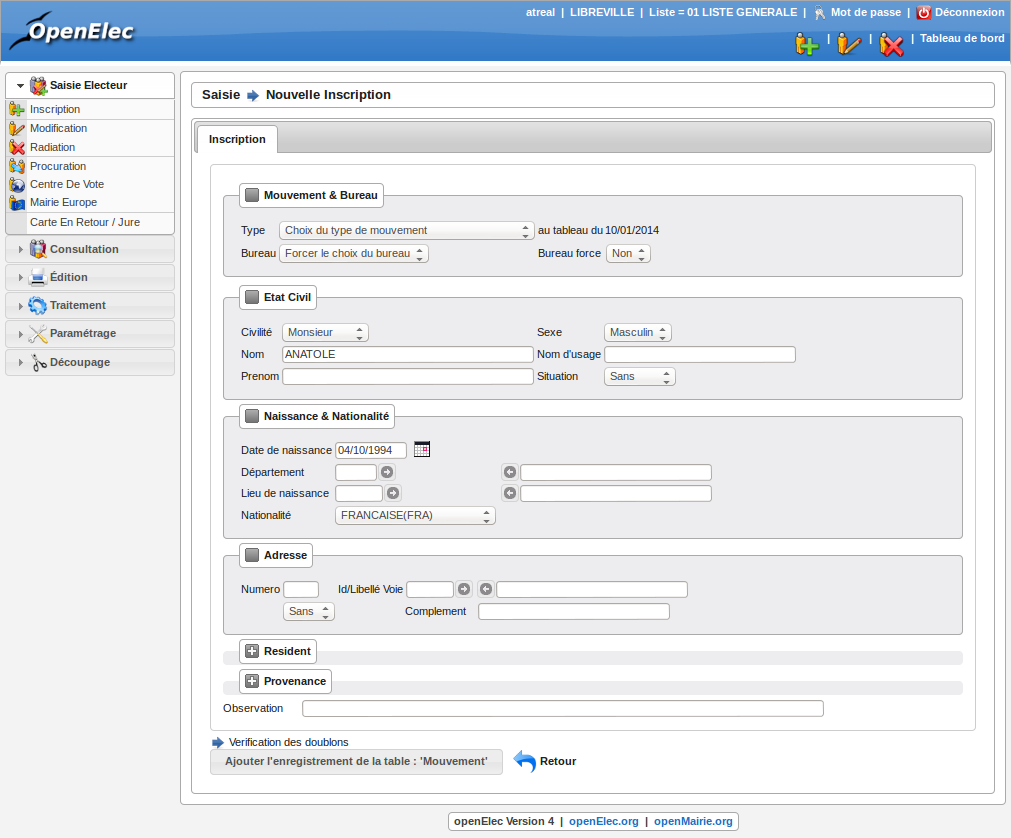 OpenElec
atreal | LIBREVILLE | Liste = 01 LISTE GENERALE | Mot de passe | Déconnexion
| | | Tableau de bord
Saisie Electeur
Inscription
Modification
Radiation
Procuration
Centre De Vote
Mairie Europe
Carte En Retour / Jure
Consultation
Édition
Traitement
Paramétrage
Découpage
Saisie Nouvelle Inscription
Inscription
Mouvement & Bureau
Type Choix du type de mouvement au tableau du 10/01/2014
Bureau Forcer le choix du bureau Bureau force Non
Etat Civil
Civilité Monsieur Sexe Masculin
Nom ANATOLE Nom d'usage
Prenom Situation Sans
Naissance & Nationalité
Date de naissance 04/10/1994
Département
Lieu de naissance
Nationalité FRANCAISE(FRA)
Adresse
Numero Id/Libellé Voie
Sans Complement
Resident
Provenance
Observation
Verification des doublons
Ajouter l'enregistrement de la table : 'Mouvement' Retour
openElec Version 4 | openElec.org | openMairie.org